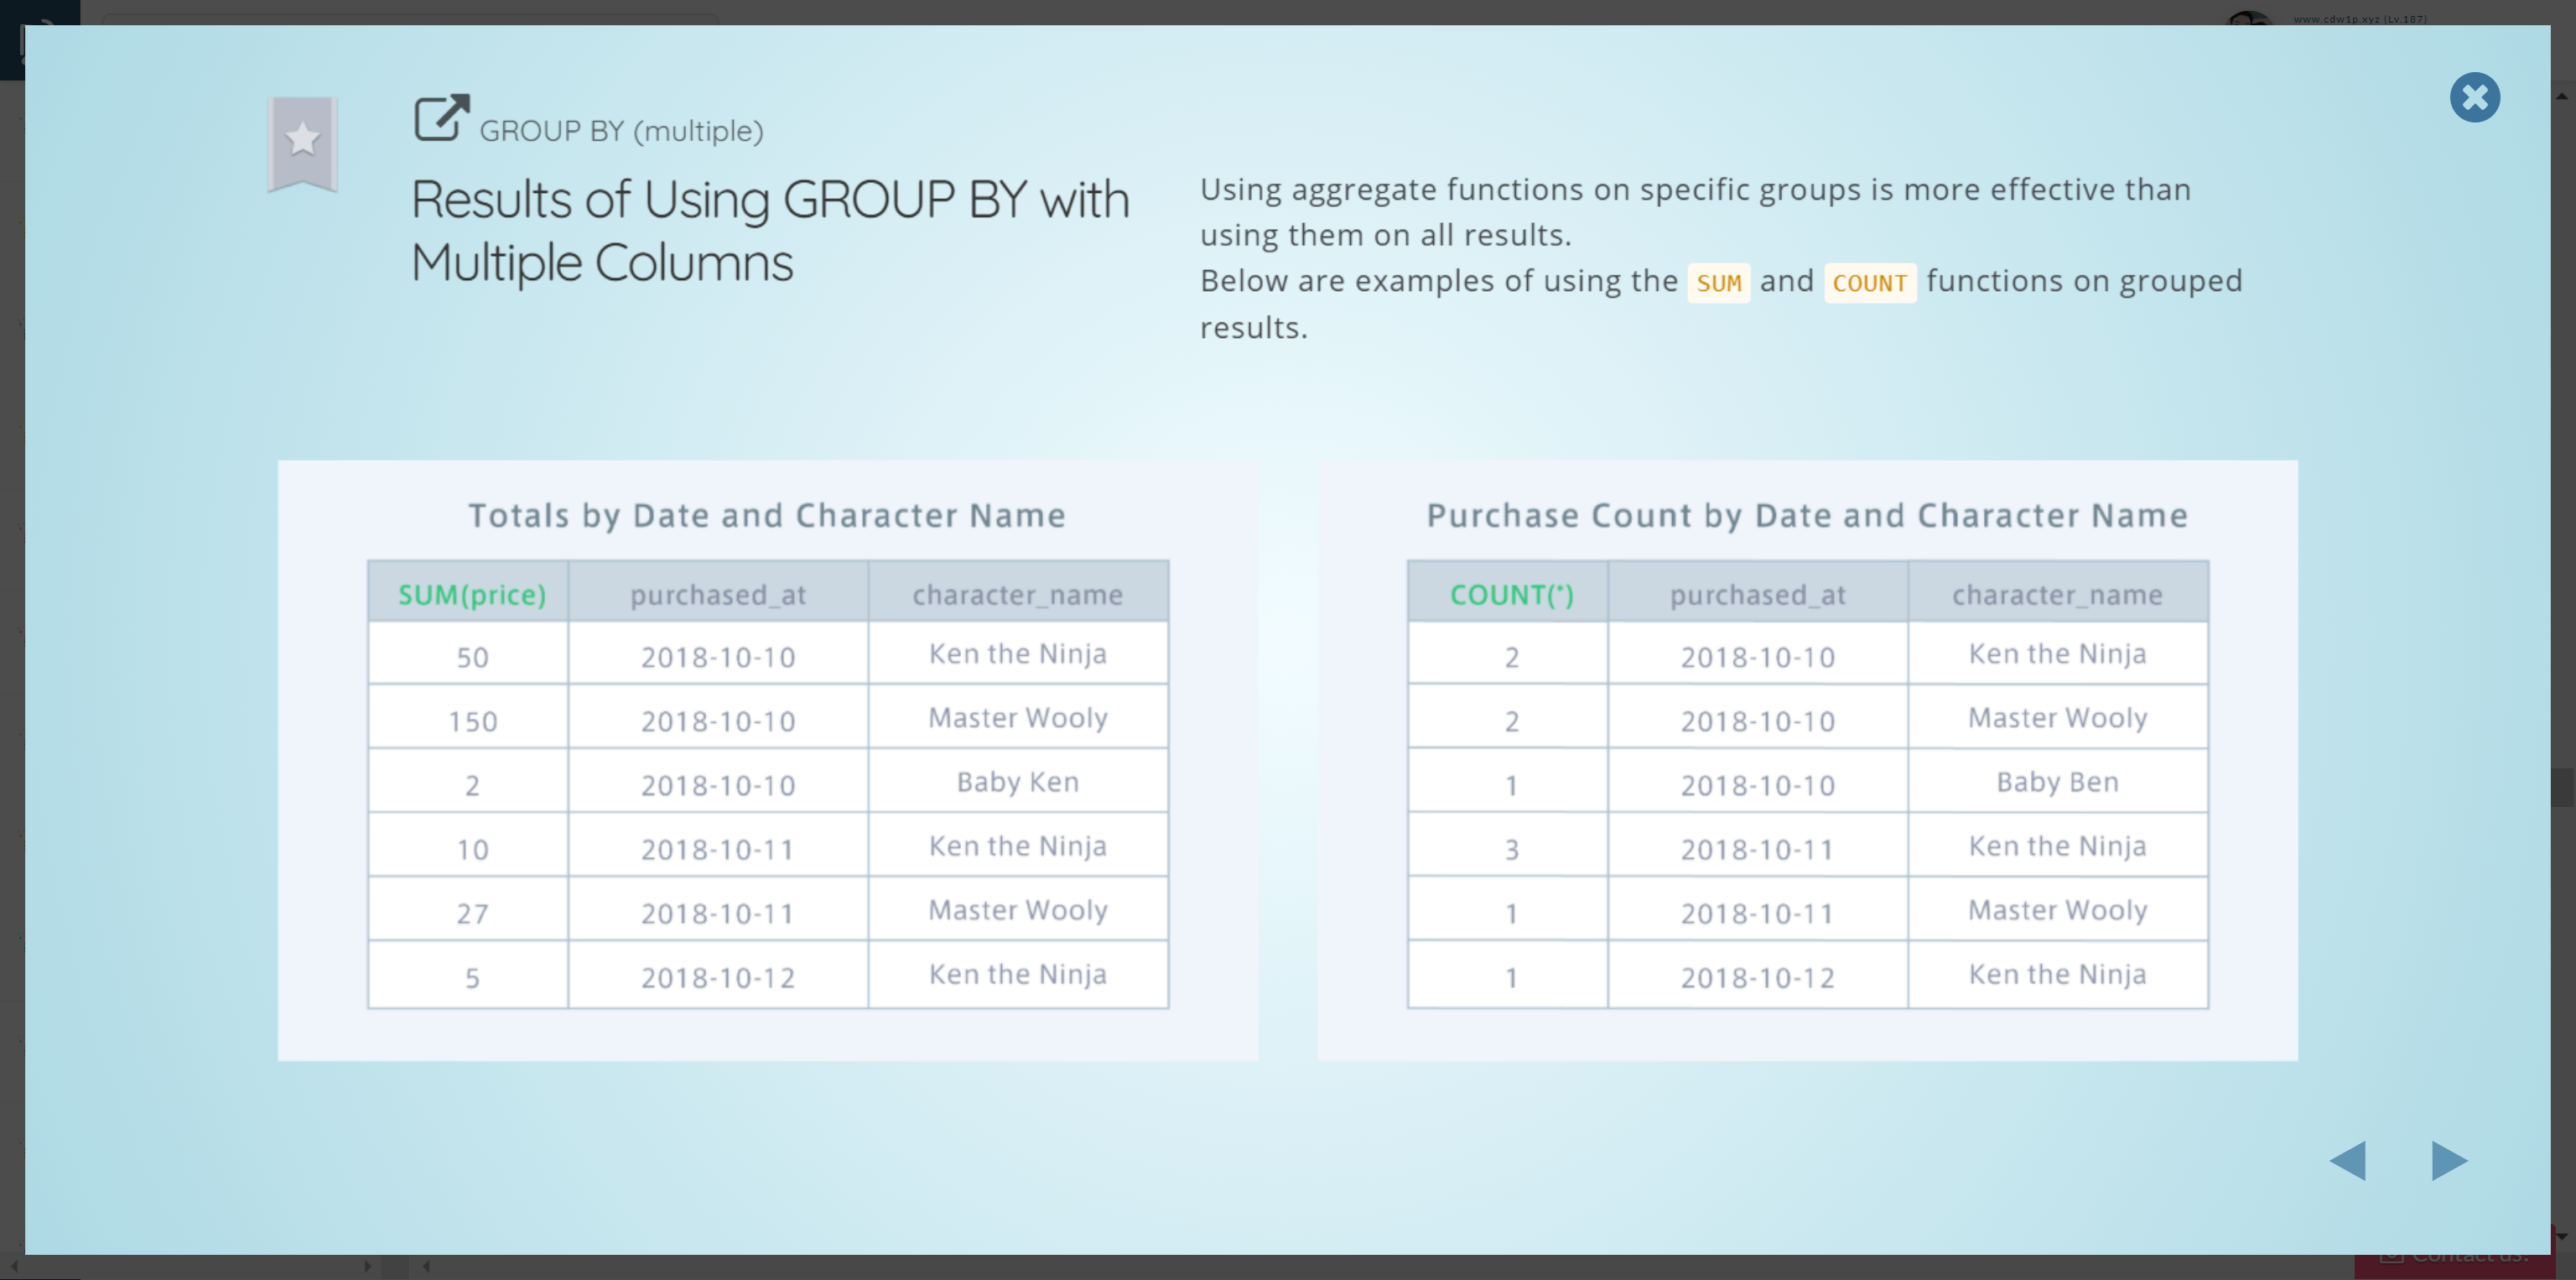 www.cdw1p.xyz (Lv.187)
GROUP BY (multiple)
Results of Using GROUP BY with
Multiple Columns
Using aggregate functions on specific groups is more effective than
using them on all results.
Below are examples of using the SUM and COUNT functions on grouped
results.
Totals by Date and Character Name
SUM(price) purchased_at character_name
50 2018-10-10 Ken the Ninja
150 2018-10-10 Master Wooly
2 2018-10-10 Baby Ken
10 2018-10-11 Ken the Ninja
27 2018-10-11 Master Wooly
5 2018-10-12 Ken the Ninja
Purchase Count by Date and Character Name
COUNT(*) purchased_at character_name
2 2018-10-10 Ken the Ninja
2 2018-10-10 Master Wooly
1 2018-10-10 Baby Ben
3 2018-10-11 Ken the Ninja
1 2018-10-11 Master Wooly
1 2018-10-12 Ken the Ninja
Contact us!